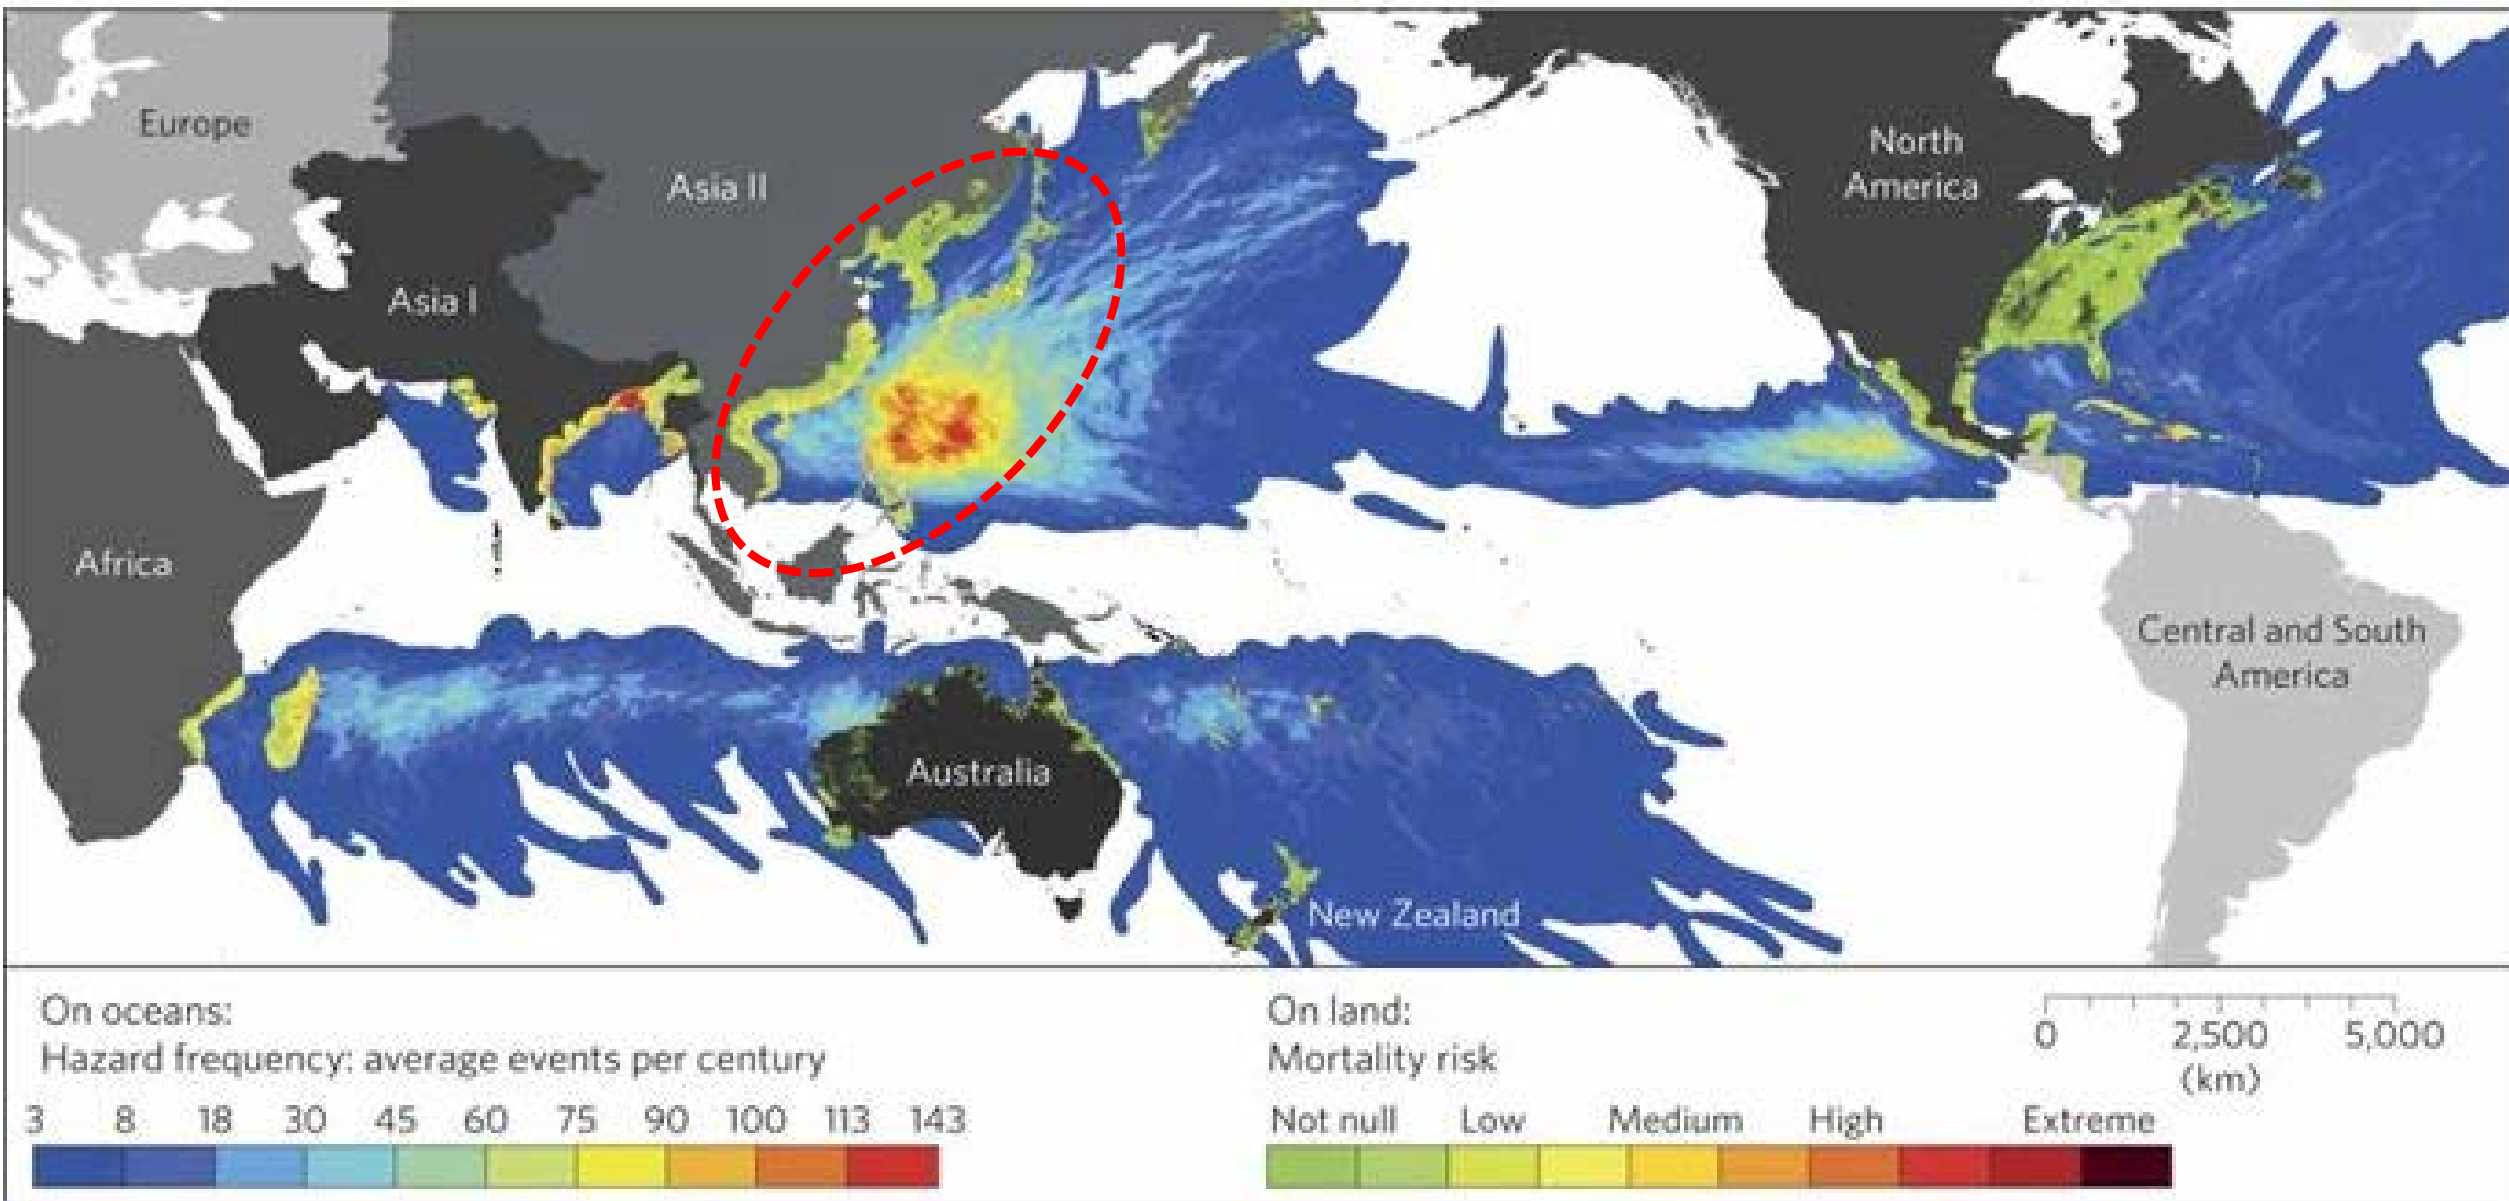 Europe
Asia II
North
America
Asia I
Africa
Central and South
America
Australia
New Zealand
On oceans:
Hazard frequency: average events per century
3 8 18 30 45 60 75 90 100 113 143
On land:
Mortality risk
Not null Low Medium High Extreme
0 2,500 5,000
(km)